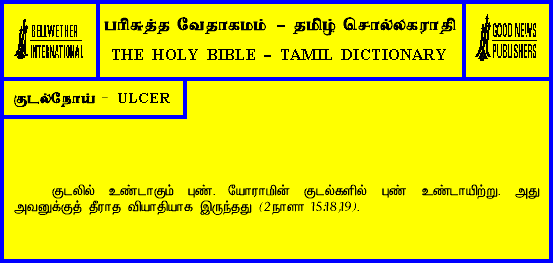 BELLWETHER
INTERNATIONAL
பரிசுத்த வேதாகமம் – தமிழ் சொல்லகராதி
THE HOLY BIBLE – TAMIL DICTIONARY
GOOD NEWS
PUBLISHERS
குடல்நோய் - ULCER
குடலில் உண்டாகும் புண். யோராமின் குடல்களில் புண் உண்டாயிற்று. அது
அவனுக்குத் தீராத வியாதியாக இருந்தது (2நாளா 15:18,19).